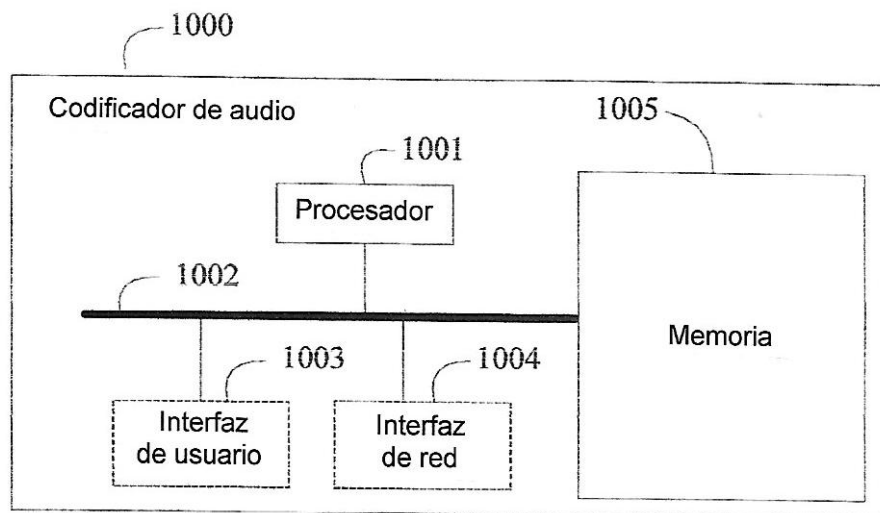 1000
Codificador de audio
1005
1001
Procesador
1002
Memoria
1003
1004
Interfaz
de usuario
Interfaz
de red